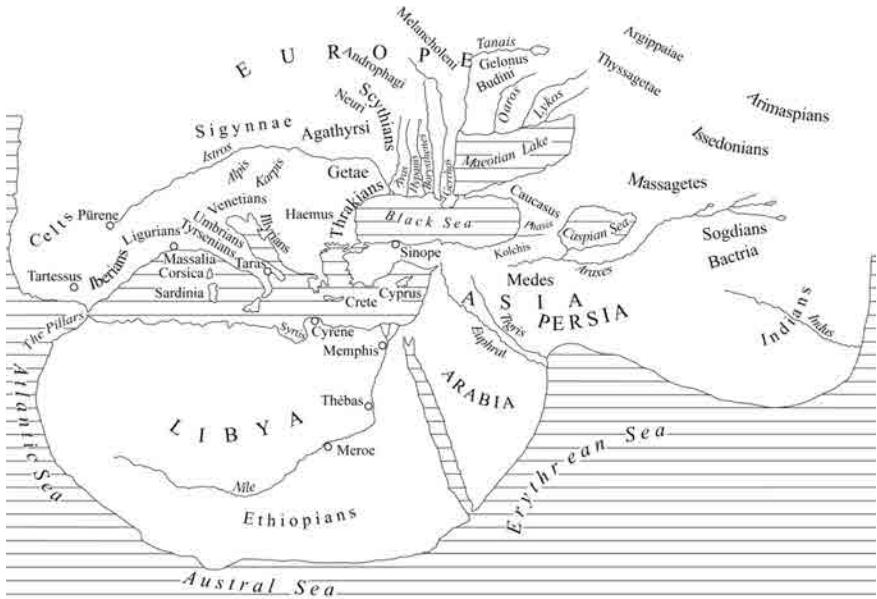 E U R O P E
Melancholeni
Androphagi
Neuri
Scythians
Tanais
Gelonus
Budini
Oaros
Lykos
Argippaiae
Thyssagetae
Arimaspians
Issedonians
Massagetes
Sigynnae
Agathyrsi
Istros
Alpis
Karpis
Getae
Hypanis
Borysthenes
Gerrhos
Maeotian Lake
Celts
Pürene
Ligurians
Venetians
Umbrians
Tyrsenians
Illyrians
Haemus
Thrakians
Black Sea
Caucasus
Phasis
Caspian Sea
Sogdians
Bactria
Iberians
Tartessus
Massalia
Corsica
Sardinia
Taras
Sinope
Kolchis
Araxes
Medes
Crete
Cyprus
A S I A
PERSIA
Tigris
Euphrat.
Indians
Indus
The Pillars
Syrtis
Cyrene
Memphis
ARABIA
Thébas
L I B Y A
Meroe
Nile
Ethiopians
Atlantic Sea
Erythrean Sea
Austral Sea